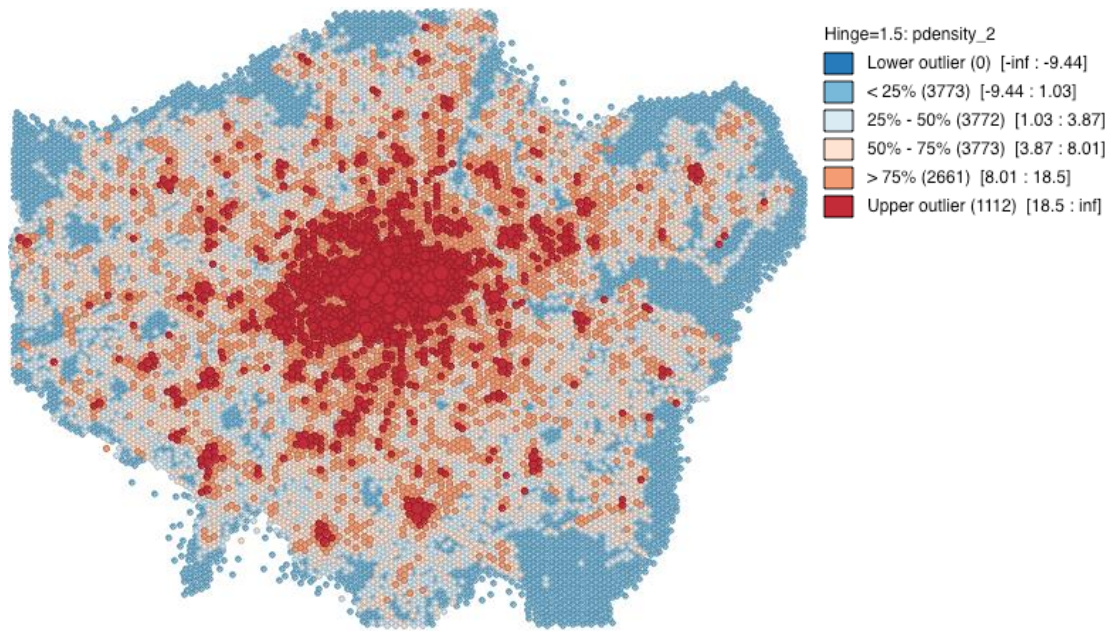 Hinge=1.5: pdensity_2
Lower outlier (0) [-inf : -9.44]
< 25% (3773) [-9.44 : 1.03]
25% - 50% (3772) [1.03 : 3.87]
50% - 75% (3773) [3.87 : 8.01]
> 75% (2661) [8.01 : 18.5]
Upper outlier (1112) [18.5 : inf]